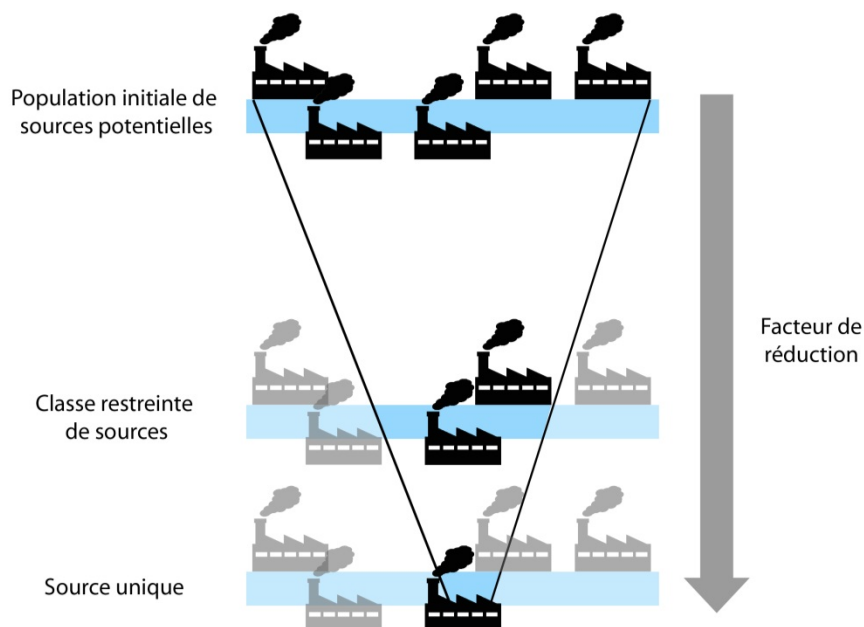 Population initiale de
sources potentielles
Facteur de
réduction
Classe restreinte
de sources
Source unique